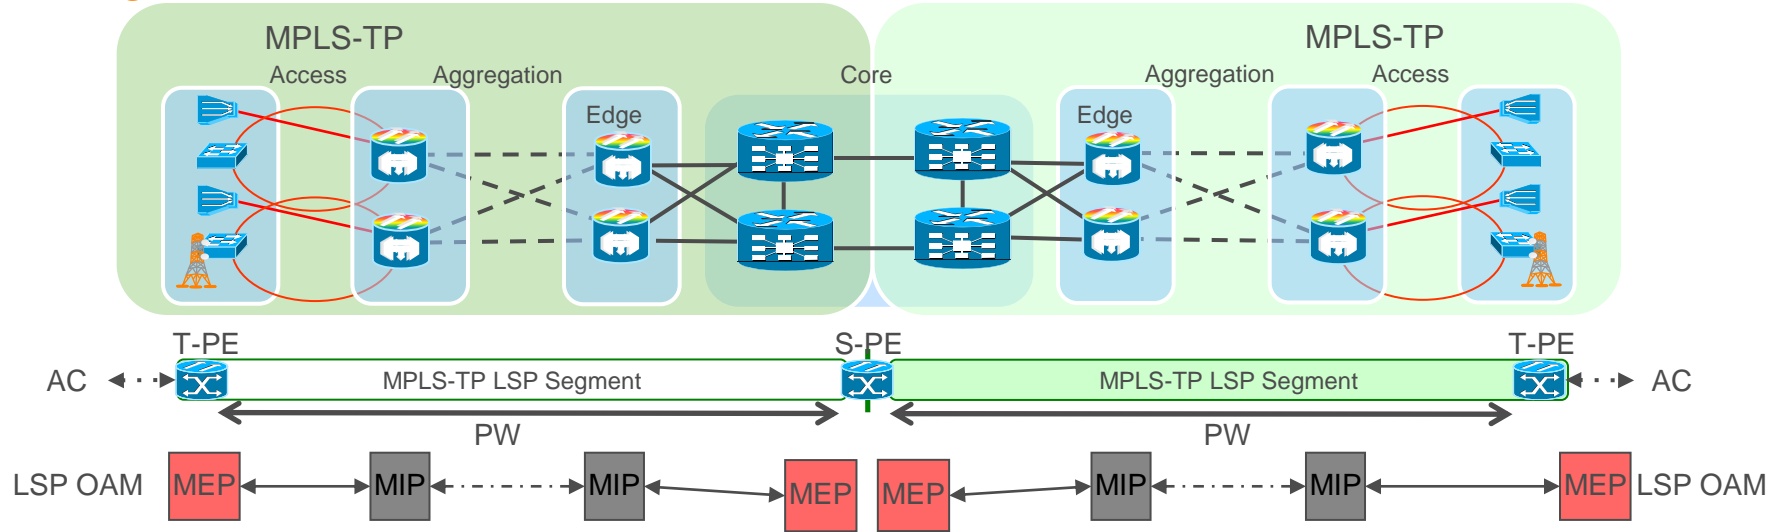 MPLS-TP MPLS-TP
Access Aggregation Core Aggregation Access
Edge Edge
T-PE S-PE T-PE
AC MPLS-TP LSP Segment MPLS-TP LSP Segment AC
PW PW
LSP OAM MEP MIP MIP MEP MEP MIP MIP MEP LSP OAM